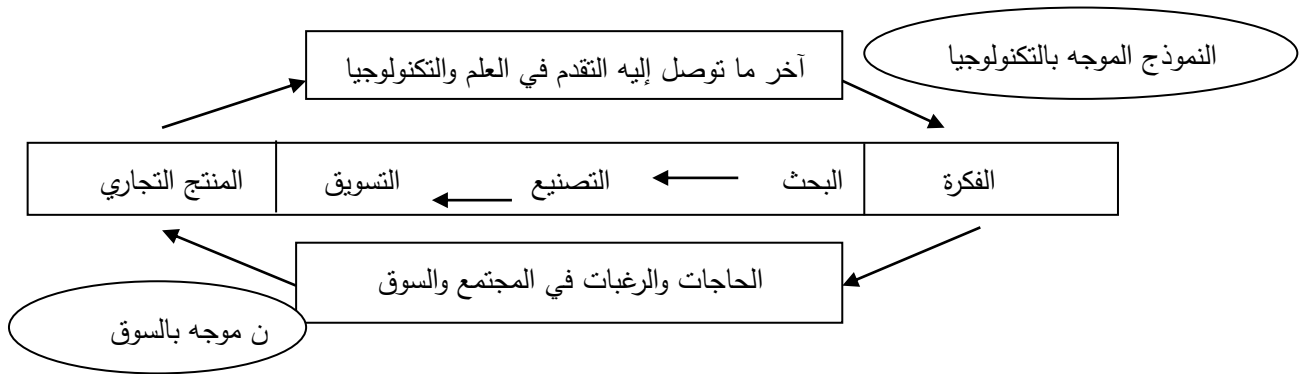 النموذج الموجه بالتكنولوجيا
آخر ما توصل إليه التقدم في العلم والتكنولوجيا
الفكرة البحث التصنيع التسويق المنتج التجاري
الحاجات والرغبات في المجتمع والسوق
ن موجه بالسوق